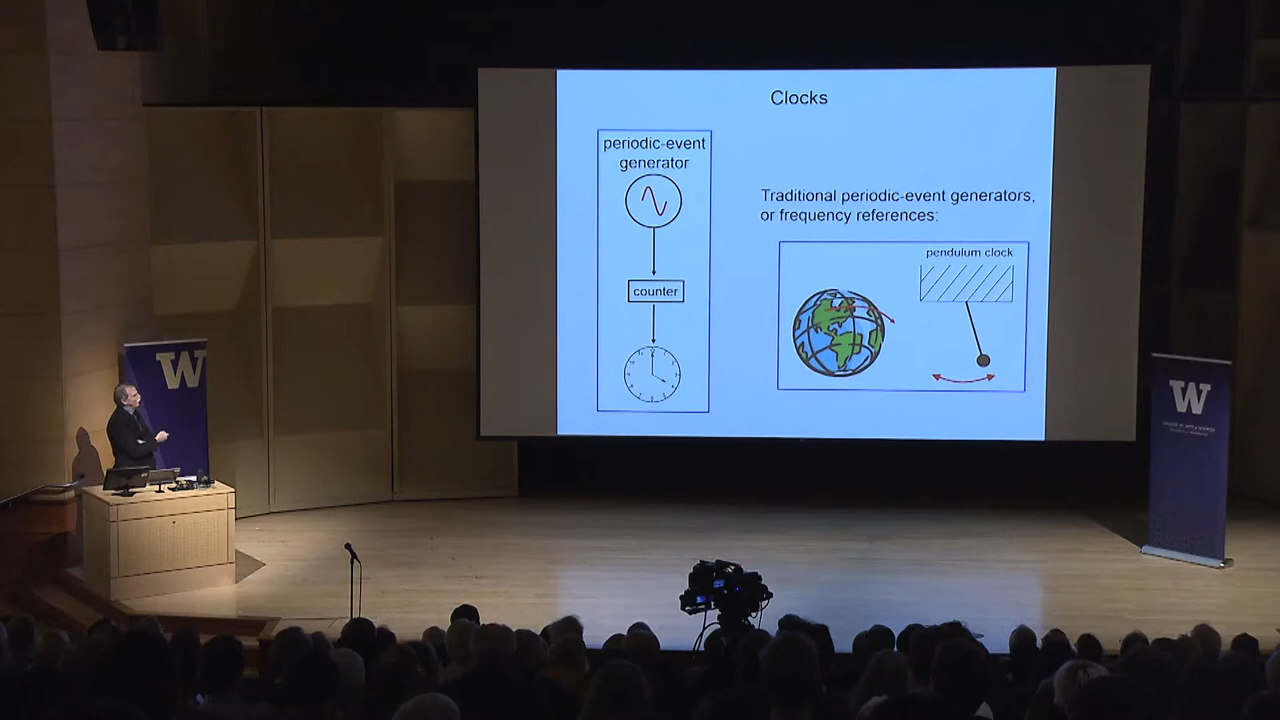 Clocks
periodic-event
generator
counter
Traditional periodic-event generators,
or frequency references:
pendulum clock
W
W